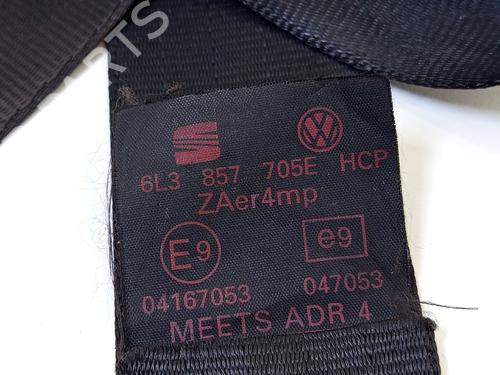 6L3 857 705E HCP
ZAer4mp
E9 e9
04167053 047053
MEETS ADR 4